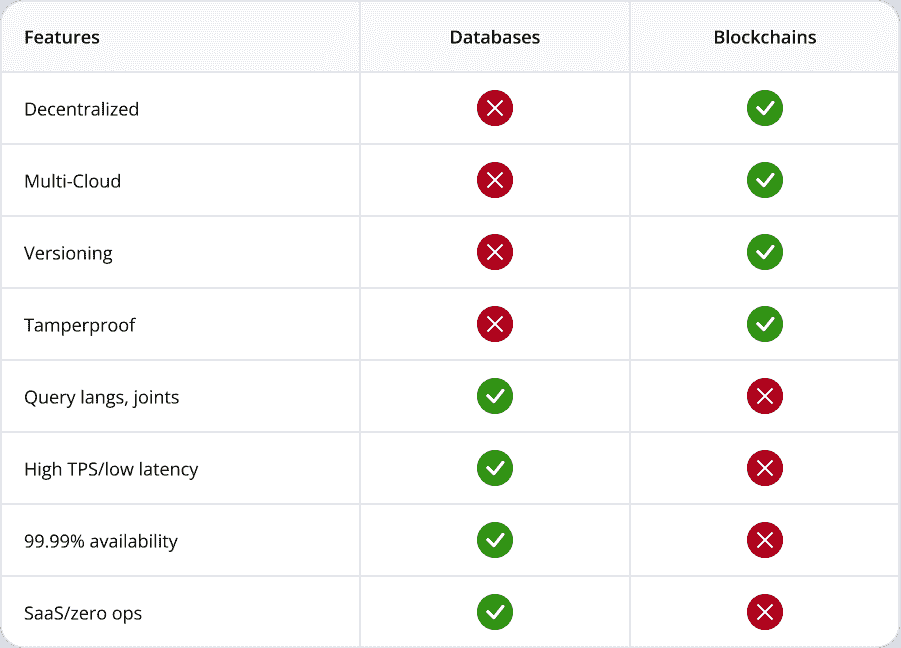 Features Databases Blockchains
Decentralized
Multi-Cloud
Versioning
Tamperproof
Query langs, joints
High TPS/low latency
99.99% availability
SaaS/zero ops